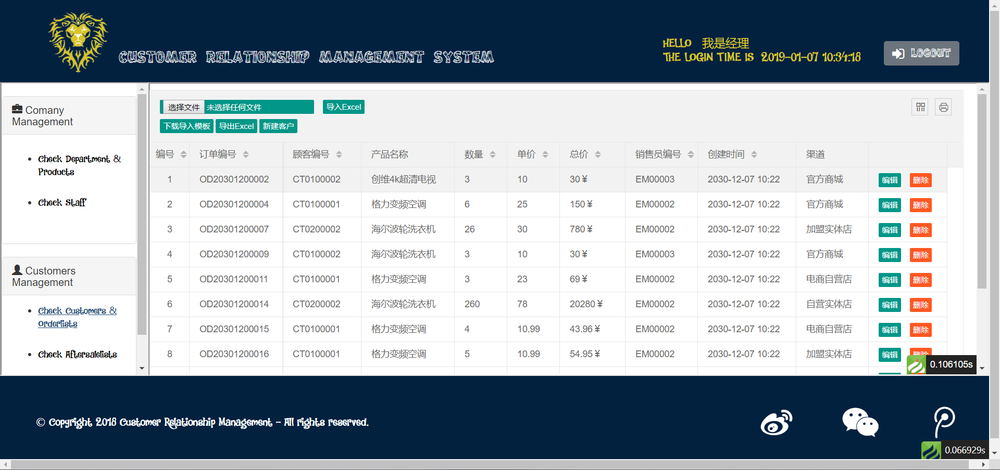 CUSTOMER RELATIONSHIP MANAGEMENT SYSTEM
HELLO 我是经理
THE LOGIN TIME IS 2019-01-07 10:34:18
LOGOUT
Comany
Management
Check Department &
Products
Check Staff
Customers
Management
Check Customers &
Orderlists
Check Aftersalelists
选择文件 未选择任何文件 导入Excel
下载导入模板 导出Excel 新建客户
编号 订单编号 顾客编号 产品名称 数量 单价 总价 销售员编号 创建时间 渠道
1 OD20301200002 CT0100002 创维4k超清电视 3 10 30¥ EM00003 2030-12-07 10:22 官方商城 编辑 删除
2 OD20301200004 CT0100001 格力变频空调 6 25 150¥ EM00002 2030-12-07 10:22 官方商城 编辑 删除
3 OD20301200007 CT0200002 海尔波轮洗衣机 26 30 780¥ EM00002 2030-12-07 10:22 加盟实体店 编辑 删除
4 OD20301200009 CT0100002 海尔波轮洗衣机 3 10 30¥ EM00003 2030-12-07 10:22 官方商城 编辑 删除
5 OD20301200011 CT0100001 格力变频空调 3 23 69¥ EM00002 2030-12-07 10:22 电商自营店 编辑 删除
6 OD20301200014 CT0200002 海尔波轮洗衣机 260 78 20280¥ EM00002 2030-12-07 10:22 自营实体店 编辑 删除
7 OD20301200015 CT0100001 格力变频空调 4 10.99 43.96¥ EM00002 2030-12-07 10:22 电商自营店 编辑 删除
8 OD20301200016 CT0100001 格力变频空调 5 10.99 54.95¥ EM00002 2030-12-07 10:22 加盟实体店 编辑 删除
0.106105s
© Copyright 2018 Customer Relationship Management - All rights reserved.
0.066929s